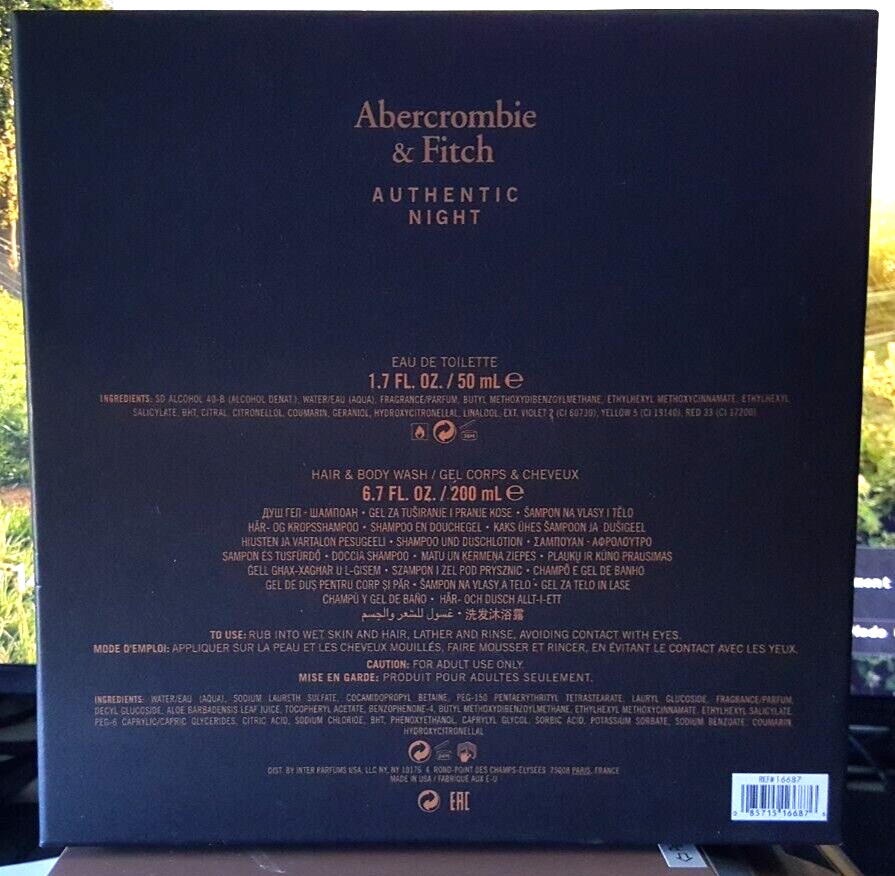 Abercrombie
& Fitch
AUTHENTIC
NIGHT
EAU DE TOILETTE
1.7 FL. OZ. / 50 mL ℮
INGREDIENTS: SD ALCOHOL 40-B (ALCOHOL DENAT.), WATER/EAU (AQUA), FRAGRANCE/PARFUM, BUTYL METHOXYDIBENZOYLMETHANE, ETHYLHEXYL METHOXYCINNAMATE, ETHYLHEXYL
SALICYLATE, BHT, CITRAL, CITRONELLOL, COUMARIN, GERANIOL, HYDROXYCITRONELLAL, LINALOOL, EXT. VIOLET 2 (CI 60730), YELLOW 5 (CI 19140), RED 33 (CI 17200)
36M
HAIR & BODY WASH / GEL CORPS & CHEVEUX
6.7 FL. OZ. / 200 mL ℮
ДУШ ГЕЛ - ШАМПОАН • GEL ZA TUŠIRANJE I PRANJE KOSE • ŠAMPON NA VLASY I TĚLO
HÅR- OG KROPSSHAMPOO • SHAMPOO EN DOUCHEGEL • KAKS ÜHES ŠAMPOON JA DUŠIGEEL
HIUSTEN JA VARTALON PESUGEELI • SHAMPOO UND DUSCHLOTION • ΣΑΜΠΟΥΑΝ - ΑΦΡΟΛΟΥΤΡΟ
SAMPON ÉS TUSFÜRDŐ • DOCCIA SHAMPOO • MATU UN ĶERMEŅA ZIEPES • PLAUKŲ IR KŪNO PRAUSIMAS
ĠELL GĦAX-XAGĦAR U L-ĠISEM • SZAMPON I ŻEL POD PRYSZNIC • CHAMPÔ E GEL DE BANHO
GEL DE DUȘ PENTRU CORP ȘI PĂR • ŠAMPÓN NA VLASY A TELO • GEL ZA TELO IN LASE
CHAMPÚ Y GEL DE BAÑO • HÅR- OCH DUSCH ALLT-I-ETT
غسول للشعر والجسم • 洗发沐浴露
TO USE: RUB INTO WET SKIN AND HAIR, LATHER AND RINSE, AVOIDING CONTACT WITH EYES.
MODE D'EMPLOI: APPLIQUER SUR LA PEAU ET LES CHEVEUX MOUILLÉS, FAIRE MOUSSER ET RINCER, EN ÉVITANT LE CONTACT AVEC LES YEUX.
CAUTION: FOR ADULT USE ONLY.
MISE EN GARDE: PRODUIT POUR ADULTES SEULEMENT.
INGREDIENTS: WATER/EAU (AQUA), SODIUM LAURETH SULFATE, COCAMIDOPROPYL BETAINE, PEG-150 PENTAERYTHRITYL TETRASTEARATE, LAURYL GLUCOSIDE, FRAGRANCE/PARFUM,
DECYL GLUCOSIDE, ALOE BARBADENSIS LEAF JUICE, TOCOPHERYL ACETATE, BENZOPHENONE-4, BUTYL METHOXYDIBENZOYLMETHANE, ETHYLHEXYL METHOXYCINNAMATE, ETHYLHEXYL SALICYLATE,
PEG-6 CAPRYLIC/CAPRIC GLYCERIDES, CITRIC ACID, SODIUM CHLORIDE, BHT, PHENOXYETHANOL, CAPRYLYL GLYCOL, SORBIC ACID, POTASSIUM SORBATE, SODIUM BENZOATE, COUMARIN,
HYDROXYCITRONELLAL
24M
DIST. BY INTER PARFUMS USA, LLC NY, NY 10176 4, ROND-POINT DES CHAMPS-ELYSEES 75008 PARIS, FRANCE
MADE IN USA / FABRIQUÉ AUX É-U
EAC
REF# 16687
0 85715 16687 6
Mode